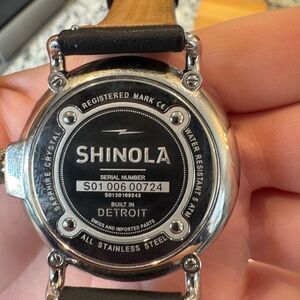 REGISTERED MARK CE
SAPPHIRE CRYSTAL
WATER RESISTANT 5 ATM
SHINOLA
SERIAL NUMBER
S01 006 00724
S0120109243
BUILT IN
DETROIT
SWISS AND IMPORTED PARTS
ALL STAINLESS STEEL